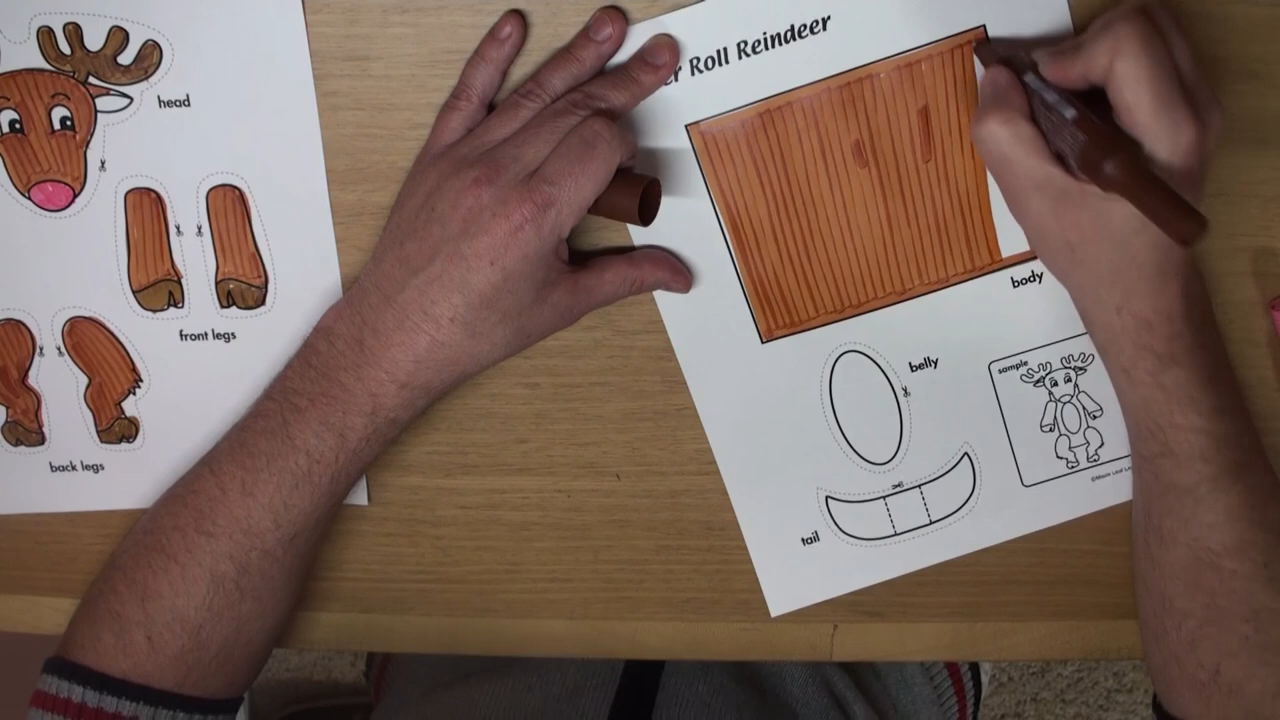 head
front legs
back legs
Roll Reindeer
body
belly
sample
tail